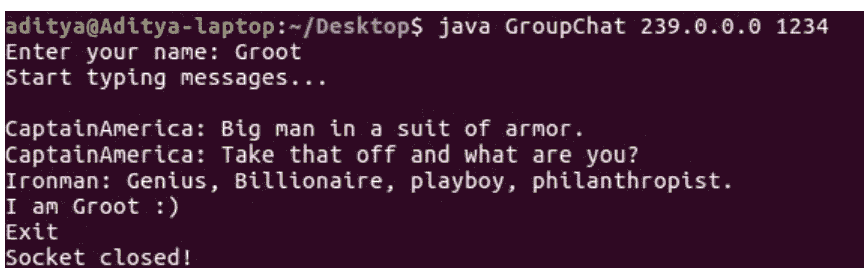 aditya@Aditya-laptop:~/Desktop$ java GroupChat 239.0.0.0 1234
Enter your name: Groot
Start typing messages...
CaptainAmerica: Big man in a suit of armor.
CaptainAmerica: Take that off and what are you?
Ironman: Genius, Billionaire, playboy, philanthropist.
I am Groot :)
Exit
Socket closed!